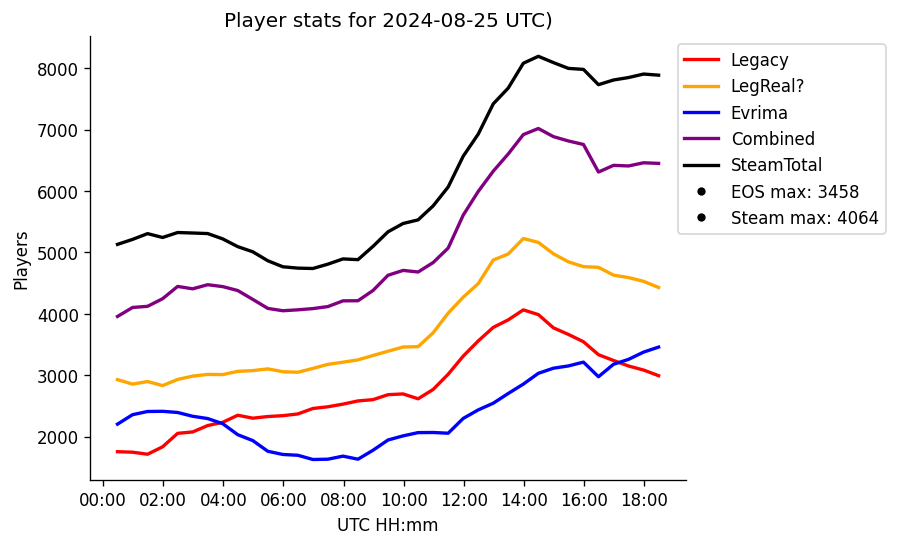 Player stats for 2024-08-25 UTC)
Legacy
LegReal?
Evrima
Combined
SteamTotal
EOS max: 3458
Steam max: 4064
8000
7000
6000
5000
4000
3000
2000
Players
00:00 02:00 04:00 06:00 08:00 10:00 12:00 14:00 16:00 18:00
UTC HH:mm